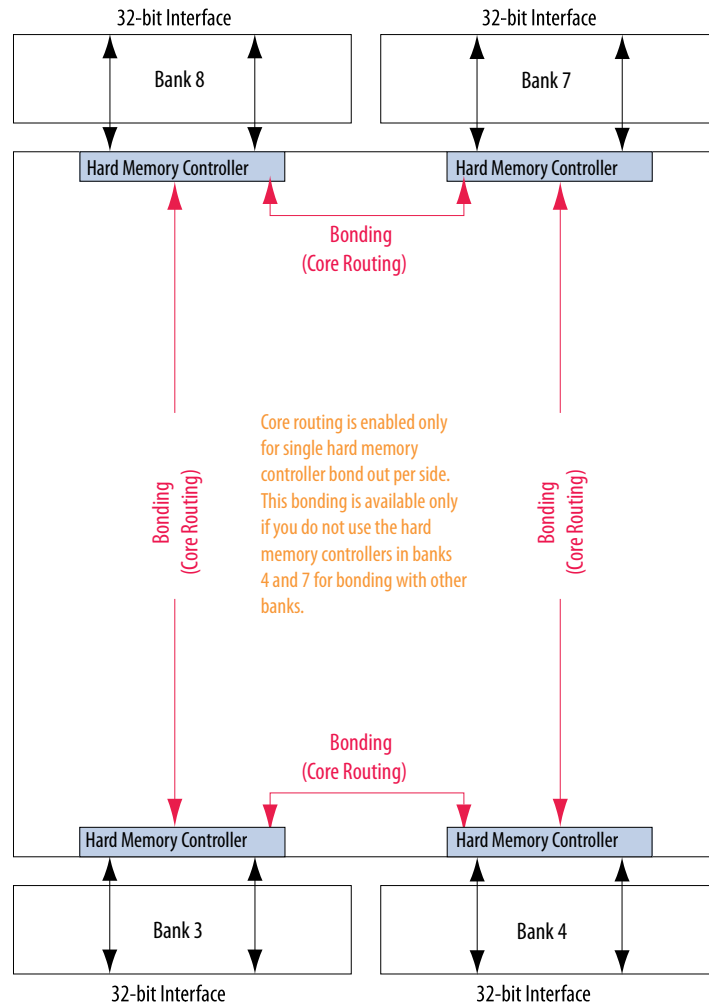 32-bit Interface
32-bit Interface
Bank 8
Bank 7
Hard Memory Controller
Hard Memory Controller
Bonding
(Core Routing)
Core routing is enabled only
for single hard memory
controller bond out per side.
This bonding is available only
if you do not use the hard
memory controllers in banks
4 and 7 for bonding with other
banks.
Bonding
(Core Routing)
Bonding
(Core Routing)
Bonding
(Core Routing)
Hard Memory Controller
Hard Memory Controller
Bank 3
Bank 4
32-bit Interface
32-bit Interface